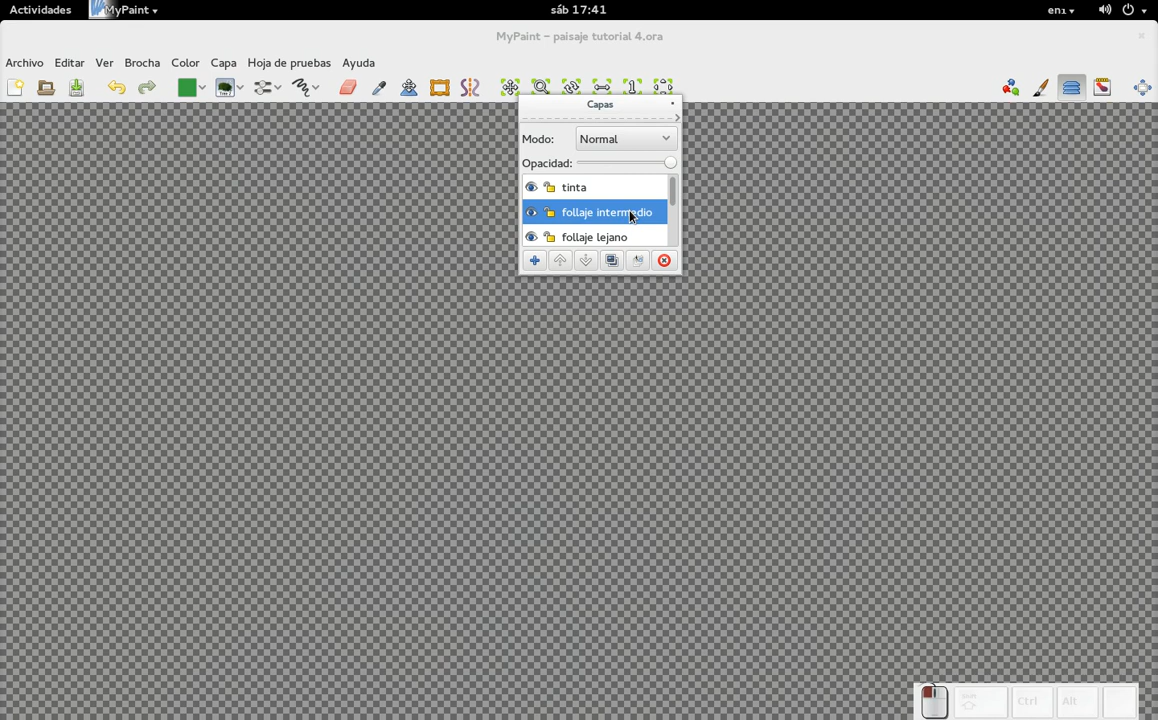 Actividades MyPaint sáb 17:41 en₁
MyPaint – paisaje tutorial 4.ora
Archivo Editar Ver Brocha Color Capa Hoja de pruebas Ayuda
Capas
Modo: Normal
Opacidad:
tinta
follaje intermedio
follaje lejano
Ctrl Alt